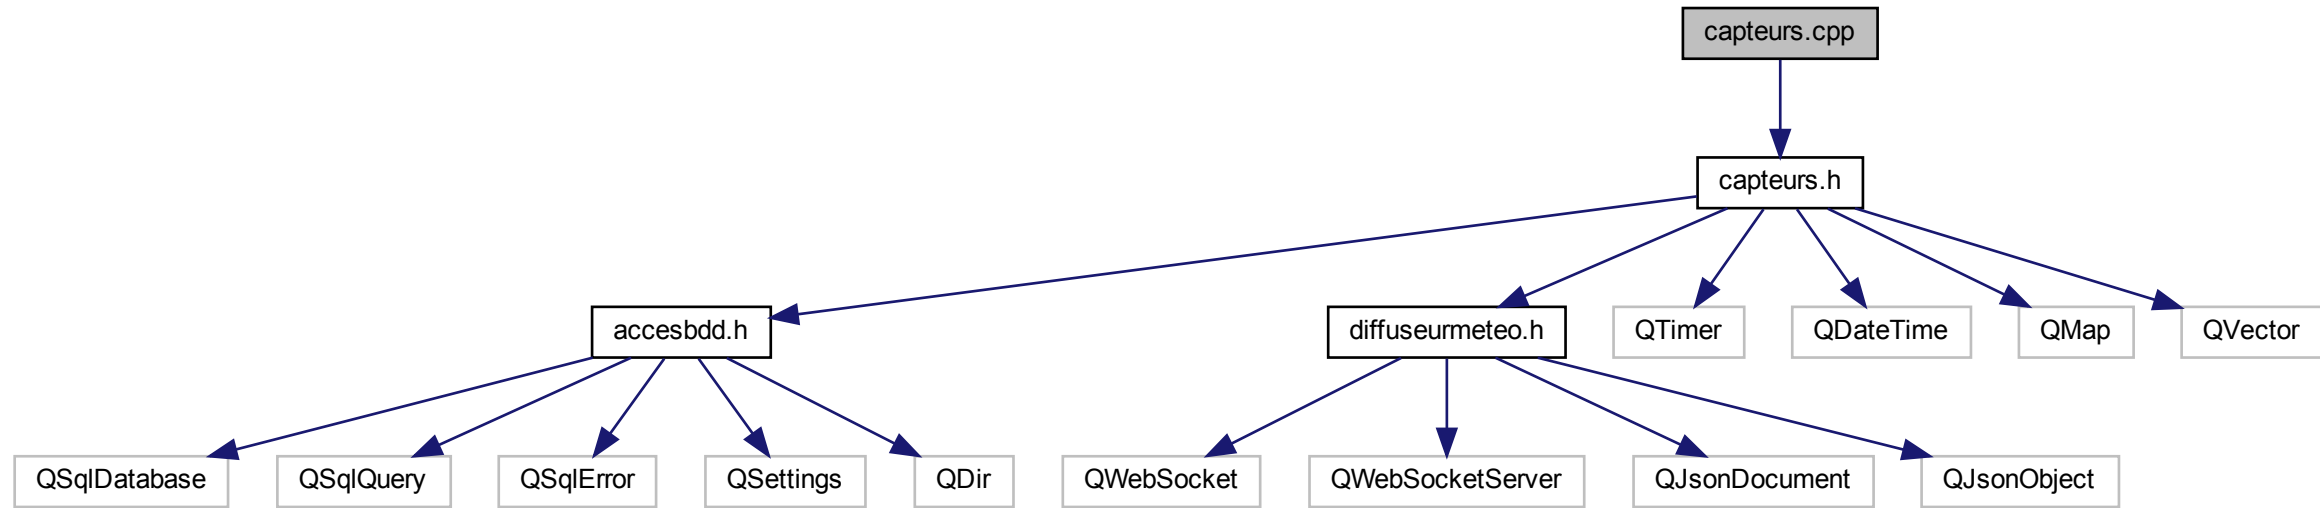 capteurs.cpp
capteurs.h
accesbdd.h
diffuseurmeteo.h
QTimer
QDateTime
QMap
QVector
QSqlDatabase
QSqlQuery
QSqlError
QSettings
QDir
QWebSocket
QWebSocketServer
QJsonDocument
QJsonObject